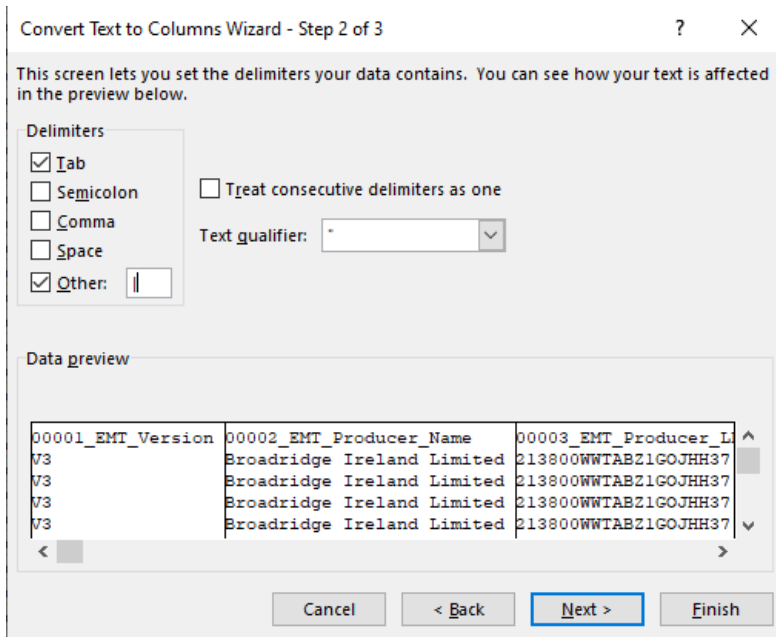 Convert Text to Columns Wizard - Step 2 of 3 ? ×
This screen lets you set the delimiters your data contains.  You can see how your text is affected
in the preview below.
Delimiters
Tab
Semicolon
Comma
Space
Other: |
Treat consecutive delimiters as one
Text qualifier: "
Data preview
00001_EMT_Version 00002_EMT_Producer_Name 00003_EMT_Producer_L
V3 Broadridge Ireland Limited 213800WWTABZ1GOJHH37
V3 Broadridge Ireland Limited 213800WWTABZ1GOJHH37
V3 Broadridge Ireland Limited 213800WWTABZ1GOJHH37
V3 Broadridge Ireland Limited 213800WWTABZ1GOJHH37
Cancel < Back Next > Finish